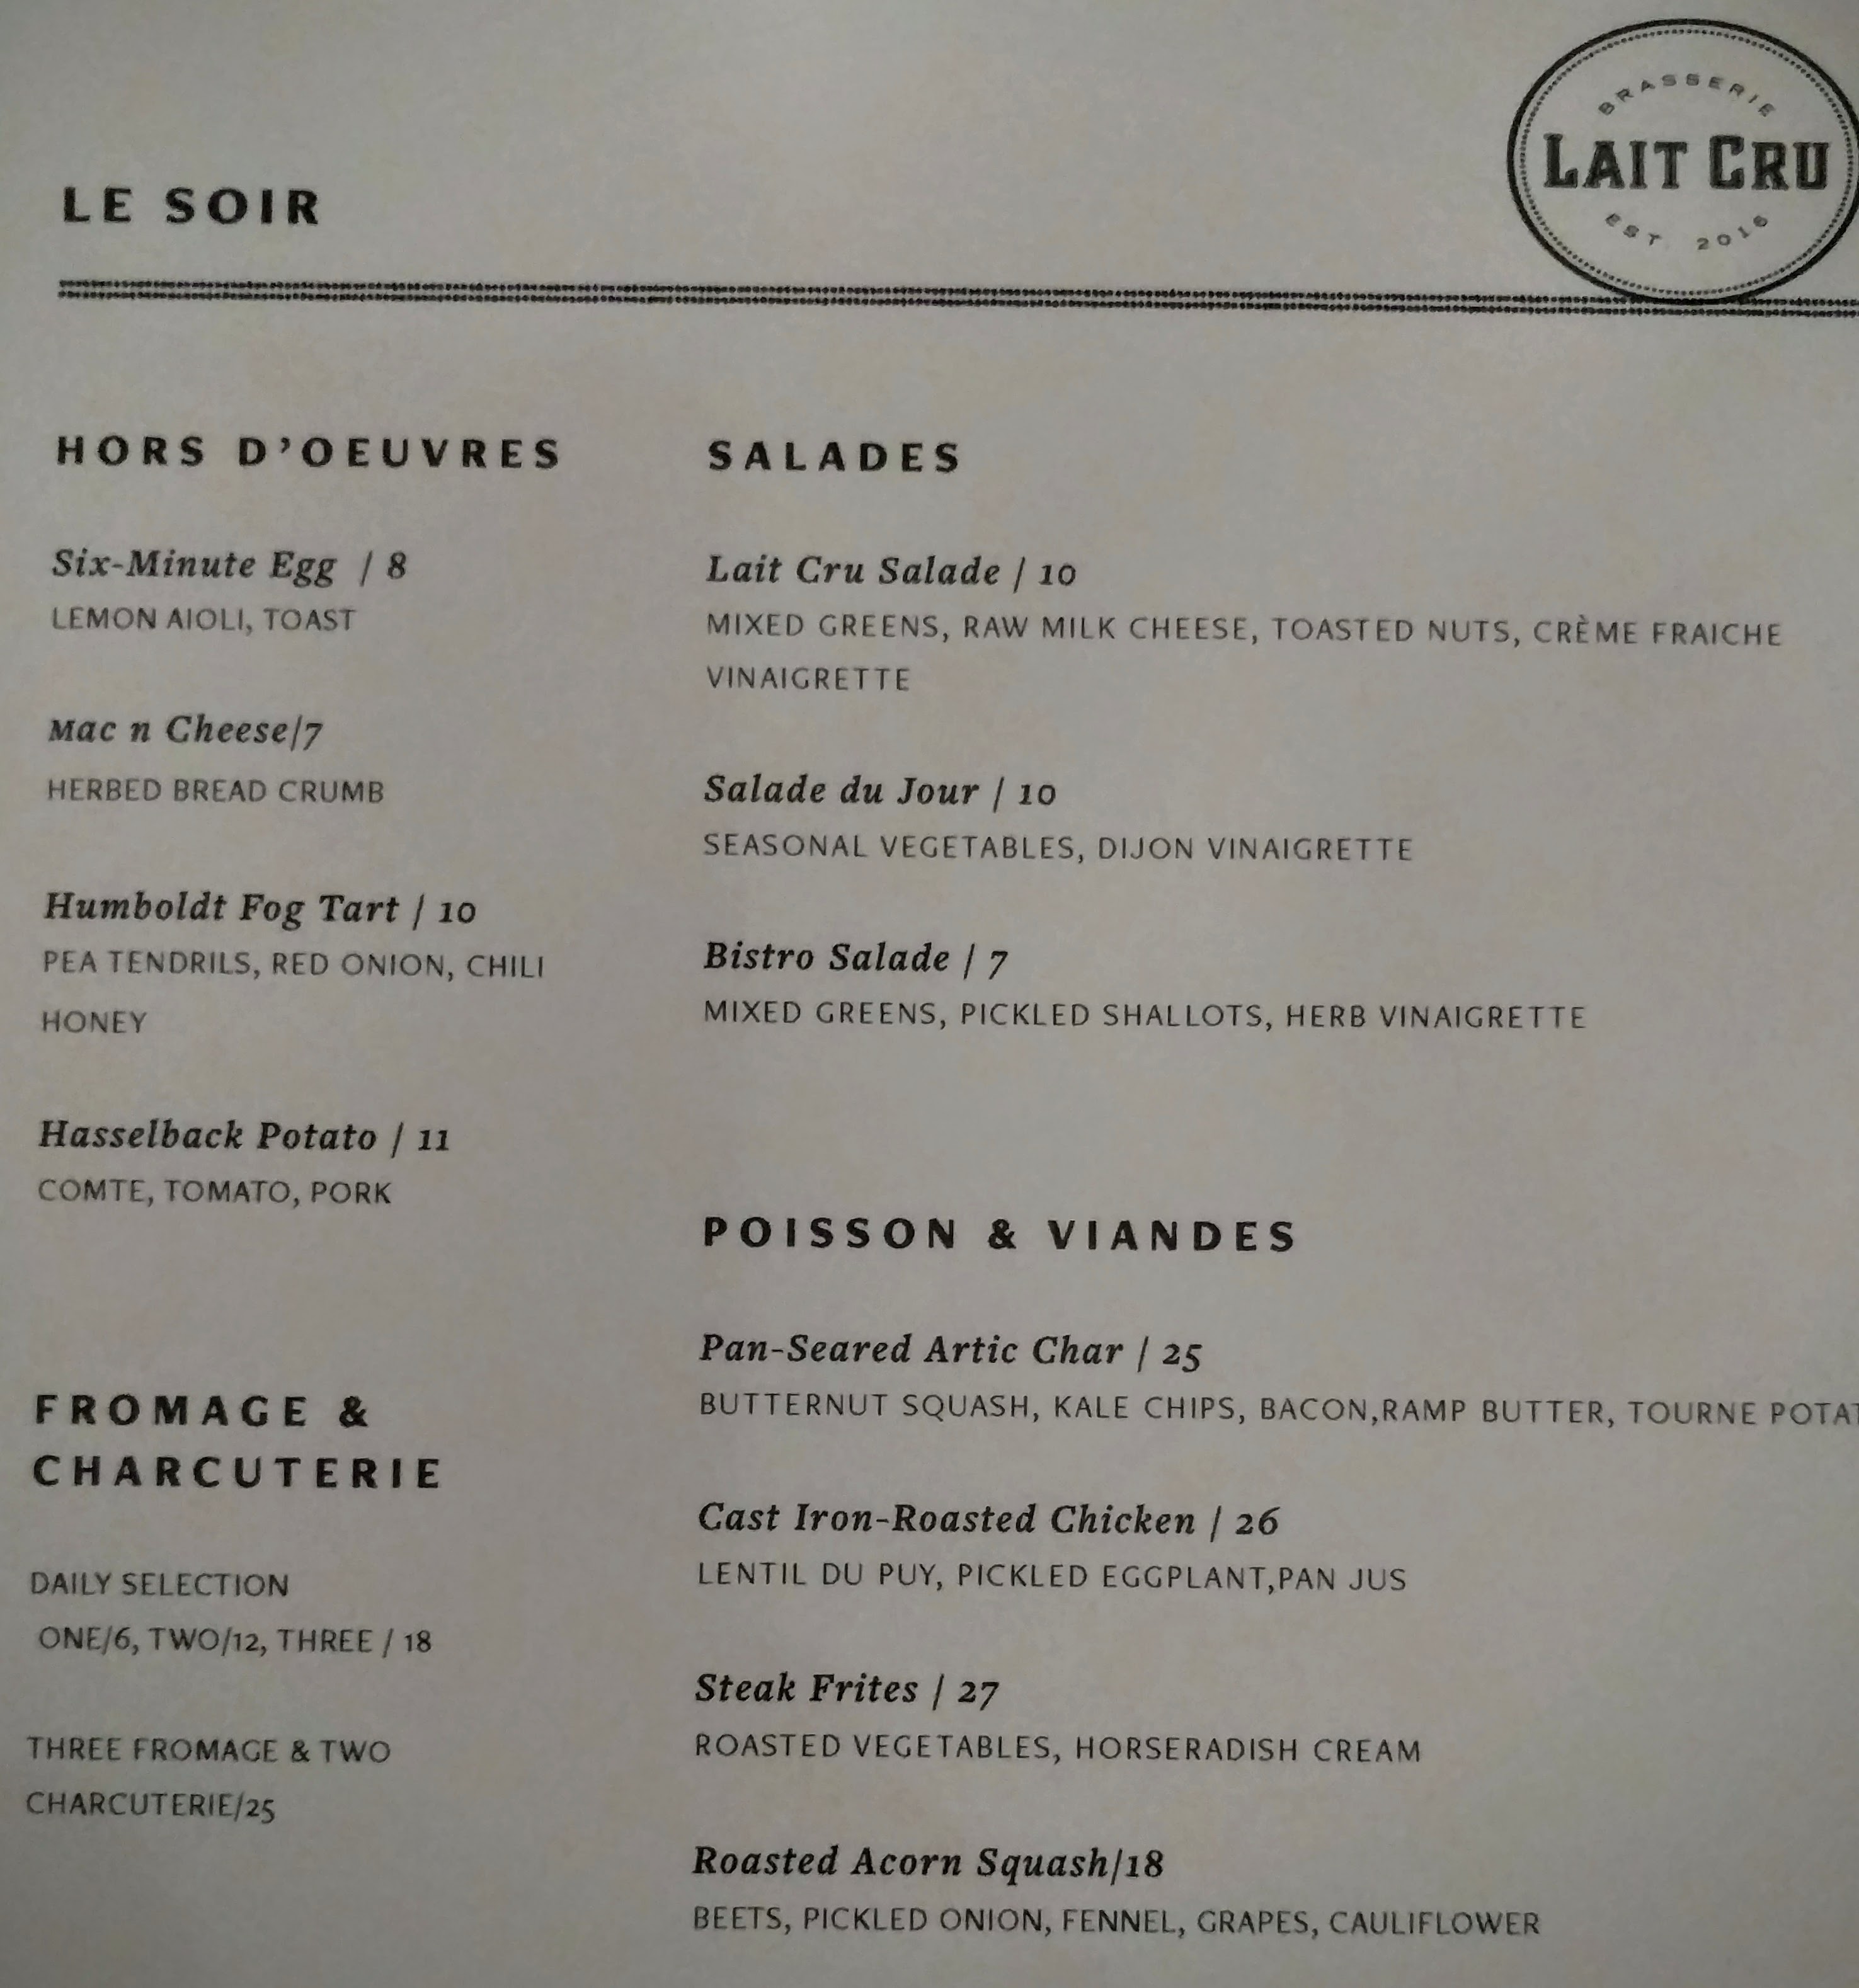 BRASSERIE
LAIT CRU
EST 2016
LE SOIR
HORS D'OEUVRES
Six-Minute Egg / 8
LEMON AIOLI, TOAST
Mac n Cheese/7
HERBED BREAD CRUMB
Humboldt Fog Tart / 10
PEA TENDRILS, RED ONION, CHILI
HONEY
Hasselback Potato / 11
COMTE, TOMATO, PORK
FROMAGE &
CHARCUTERIE
DAILY SELECTION
ONE/6, TWO/12, THREE / 18
THREE FROMAGE & TWO
CHARCUTERIE/25
SALADES
Lait Cru Salade / 10
MIXED GREENS, RAW MILK CHEESE, TOASTED NUTS, CRÈME FRAICHE
VINAIGRETTE
Salade du Jour / 10
SEASONAL VEGETABLES, DIJON VINAIGRETTE
Bistro Salade / 7
MIXED GREENS, PICKLED SHALLOTS, HERB VINAIGRETTE
POISSON & VIANDES
Pan-Seared Artic Char / 25
BUTTERNUT SQUASH, KALE CHIPS, BACON,RAMP BUTTER, TOURNE POTAT
Cast Iron-Roasted Chicken / 26
LENTIL DU PUY, PICKLED EGGPLANT,PAN JUS
Steak Frites / 27
ROASTED VEGETABLES, HORSERADISH CREAM
Roasted Acorn Squash/18
BEETS, PICKLED ONION, FENNEL, GRAPES, CAULIFLOWER